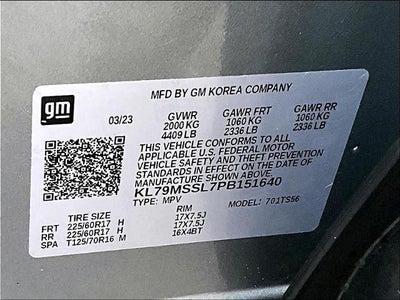 gm
MFD BY GM KOREA COMPANY
03/23 GVWR GAWR FRT GAWR RR
2000 KG 1060 KG 1060 KG
4409 LB 2336 LB 2336 LB
THIS VEHICLE CONFORMS TO ALL
APPLICABLE U.S. FEDERAL MOTOR
VEHICLE SAFETY AND THEFT PREVENTION
STANDARDS IN EFFECT ON THE DATE OF
MANUFACTURE SHOWN ABOVE.
KL79MSSL7PB151640
TYPE: MPV MODEL: 701TS56
TIRE SIZE RIM
FRT 225/60R17 H 17X7.5J
RR 225/60R17 H 17X7.5J
SPA T125/70R16 M 16X4BT